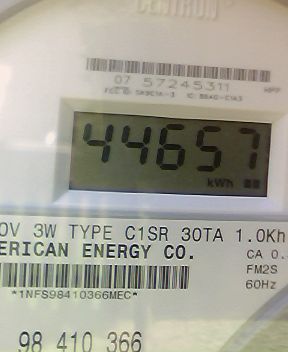 CENTRON
07 57245311
44657
kWh
0V 3W TYPE C1SR 30TA 1.0Kh
ERICAN ENERGY CO.
CA 0.
FM2S
*1NFS98410366MEC*
60Hz
98 410 366